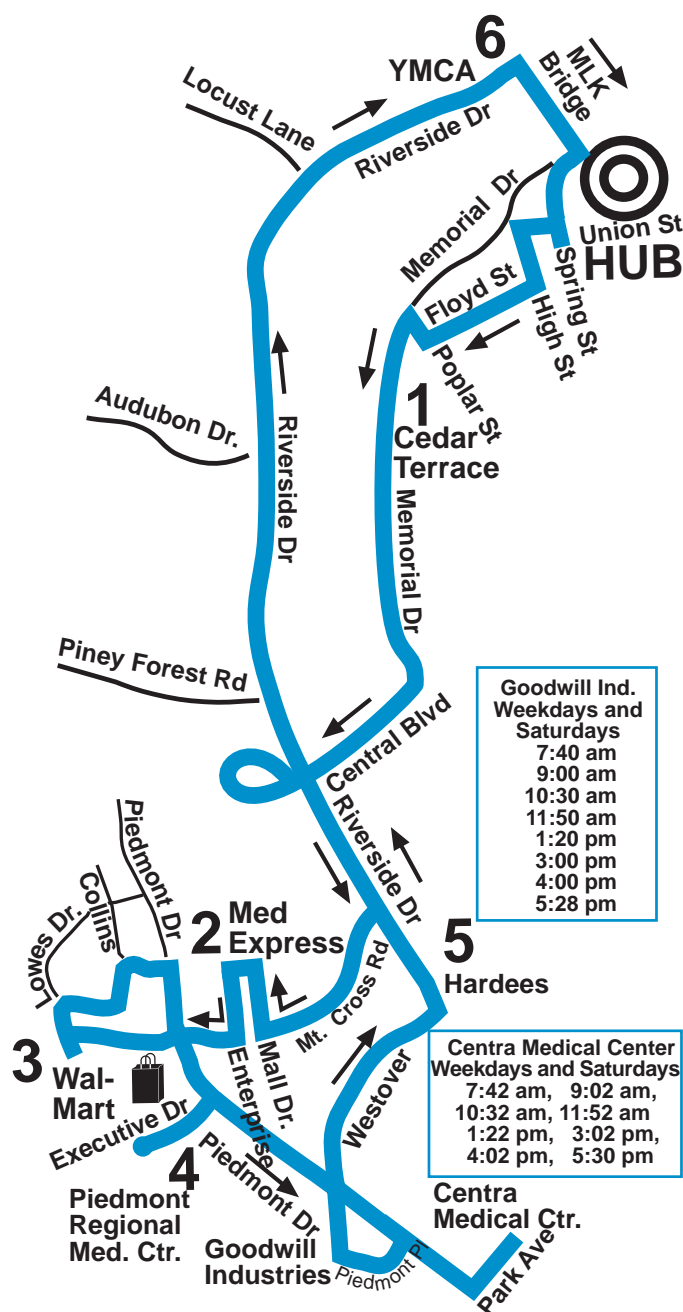 6
YMCA
MLK
Bridge
Locust Lane
Riverside Dr
Memorial Dr
Union St
HUB
Spring St
High St
Floyd St
Poplar St
1
Cedar
Terrace
Audubon Dr.
Riverside Dr
Memorial Dr
Piney Forest Rd
Central Blvd
Goodwill Ind.
Weekdays and
Saturdays
7:40 am
9:00 am
10:30 am
11:50 am
1:20 pm
3:00 pm
4:00 pm
5:28 pm
Riverside Dr
Piedmont Dr
Collins
Lowes Dr.
2
Med
Express
5
Hardees
Mt. Cross Rd
3
Wal-
Mart
Mall Dr.
Enterprise
Westover
Centra Medical Center
Weekdays and Saturdays
7:42 am, 9:02 am,
10:32 am, 11:52 am
1:22 pm, 3:02 pm,
4:02 pm, 5:30 pm
Executive Dr
4
Piedmont
Regional
Med. Ctr.
Piedmont Dr
Goodwill
Industries
Piedmont Pl
Centra
Medical Ctr.
Park Ave